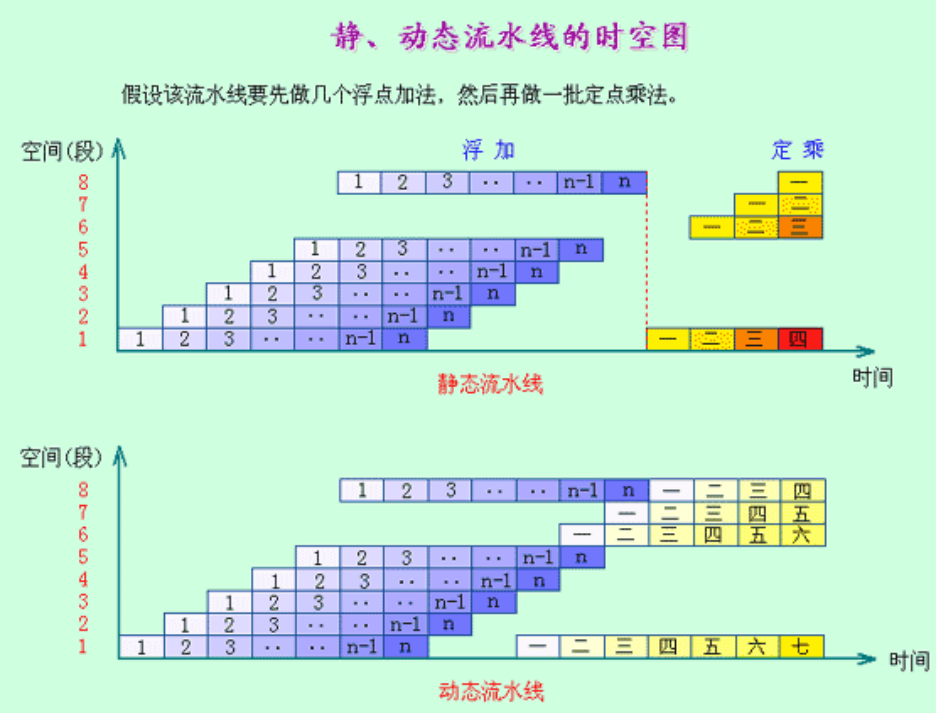 静、动态流水线的时空图
假设该流水线要先做几个浮点加法，然后再做一批定点乘法。
空间(段) 浮 加 定 乘
8 1 2 3 ·· ·· n-1 n 一
7 一 二
6 一 二 三
5 1 2 3 ·· ·· n-1 n
4 1 2 3 ·· ·· n-1 n
3 1 2 3 ·· ·· n-1 n
2 1 2 3 ·· ·· n-1 n
1 1 2 3 ·· ·· n-1 n 一 二 三 四
时间
静态流水线
空间(段)
8 1 2 3 ·· ·· n-1 n 一 二 三 四
7 一 二 三 四 五
6 一 二 三 四 五 六
5 1 2 3 ·· ·· n-1 n
4 1 2 3 ·· ·· n-1 n
3 1 2 3 ·· ·· n-1 n
2 1 2 3 ·· ·· n-1 n
1 1 2 3 ·· ·· n-1 n 一 二 三 四 五 六 七
时间
动态流水线